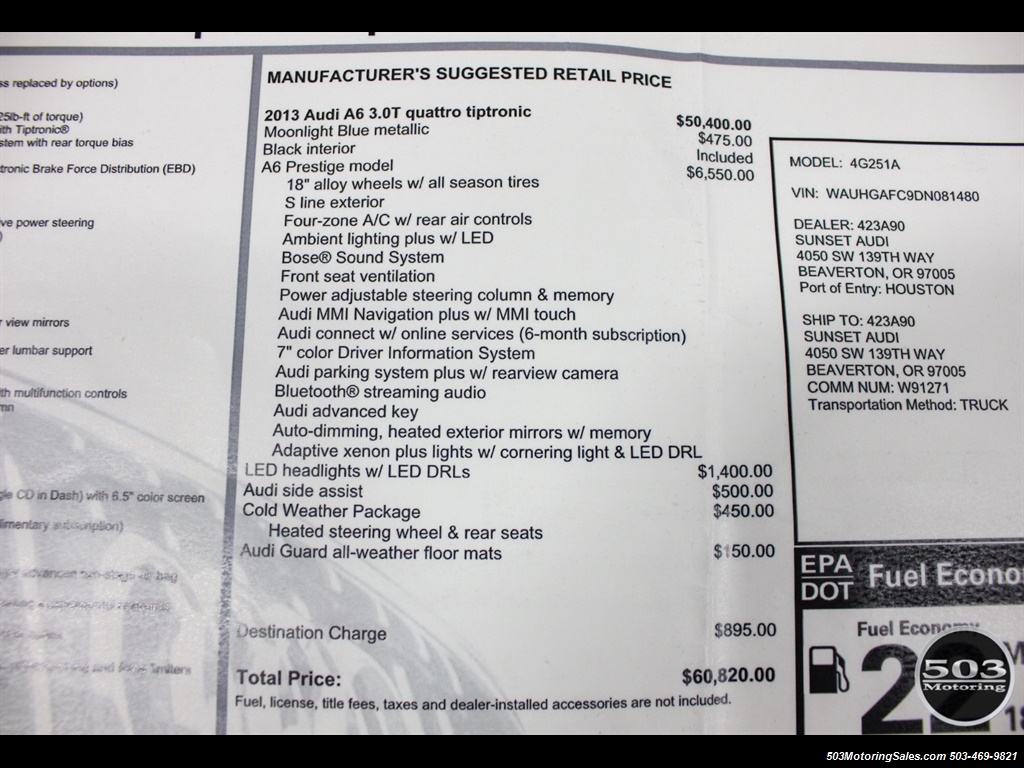 ss replaced by options)
25lb-ft of torque)
ith Tiptronic®
stem with rear torque bias
tronic Brake Force Distribution (EBD)
ve power steering
)
r view mirrors
er lumbar support
ith multifunction controls
mn
gle CD in Dash) with 6.5" color screen
limentary subscription)
bag
and force limiters
MANUFACTURER'S SUGGESTED RETAIL PRICE
2013 Audi A6 3.0T quattro tiptronic $50,400.00
Moonlight Blue metallic $475.00
Black interior Included
A6 Prestige model $6,550.00
18" alloy wheels w/ all season tires
S line exterior
Four-zone A/C w/ rear air controls
Ambient lighting plus w/ LED
Bose® Sound System
Front seat ventilation
Power adjustable steering column & memory
Audi MMI Navigation plus w/ MMI touch
Audi connect w/ online services (6-month subscription)
7" color Driver Information System
Audi parking system plus w/ rearview camera
Bluetooth® streaming audio
Audi advanced key
Auto-dimming, heated exterior mirrors w/ memory
Adaptive xenon plus lights w/ cornering light & LED DRL
LED headlights w/ LED DRLs $1,400.00
Audi side assist $500.00
Cold Weather Package $450.00
Heated steering wheel & rear seats
Audi Guard all-weather floor mats $150.00
Destination Charge $895.00
Total Price: $60,820.00
Fuel, license, title fees, taxes and dealer-installed accessories are not included.
MODEL: 4G251A
VIN: WAUHGAFC9DN081480
DEALER: 423A90
SUNSET AUDI
4050 SW 139TH WAY
BEAVERTON, OR 97005
Port of Entry: HOUSTON
SHIP TO: 423A90
SUNSET AUDI
4050 SW 139TH WAY
BEAVERTON, OR 97005
COMM NUM: W91271
Transportation Method: TRUCK
EPA
DOT
Fuel Econo
Fuel Economy
22
M
18
503
Motoring
503MotoringSales.com 503-469-9821